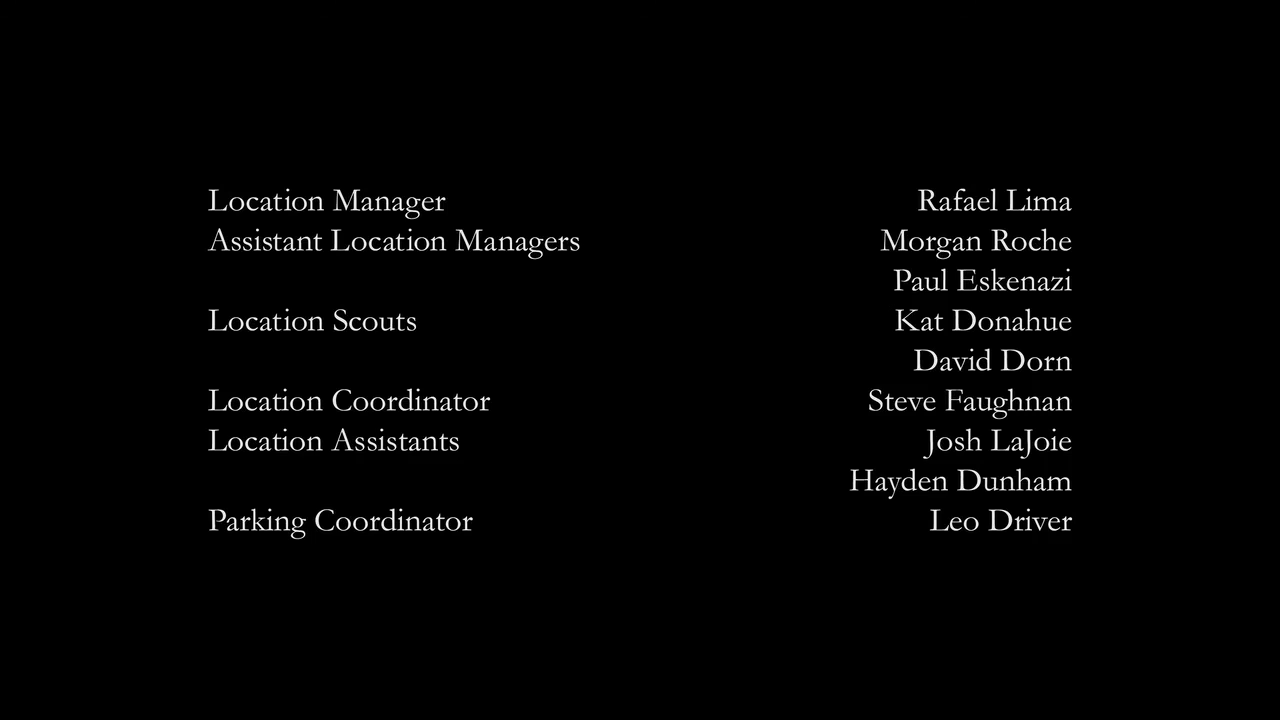 Location Manager Rafael Lima
Assistant Location Managers Morgan Roche
Paul Eskenazi
Location Scouts Kat Donahue
David Dorn
Location Coordinator Steve Faughnan
Location Assistants Josh LaJoie
Hayden Dunham
Parking Coordinator Leo Driver